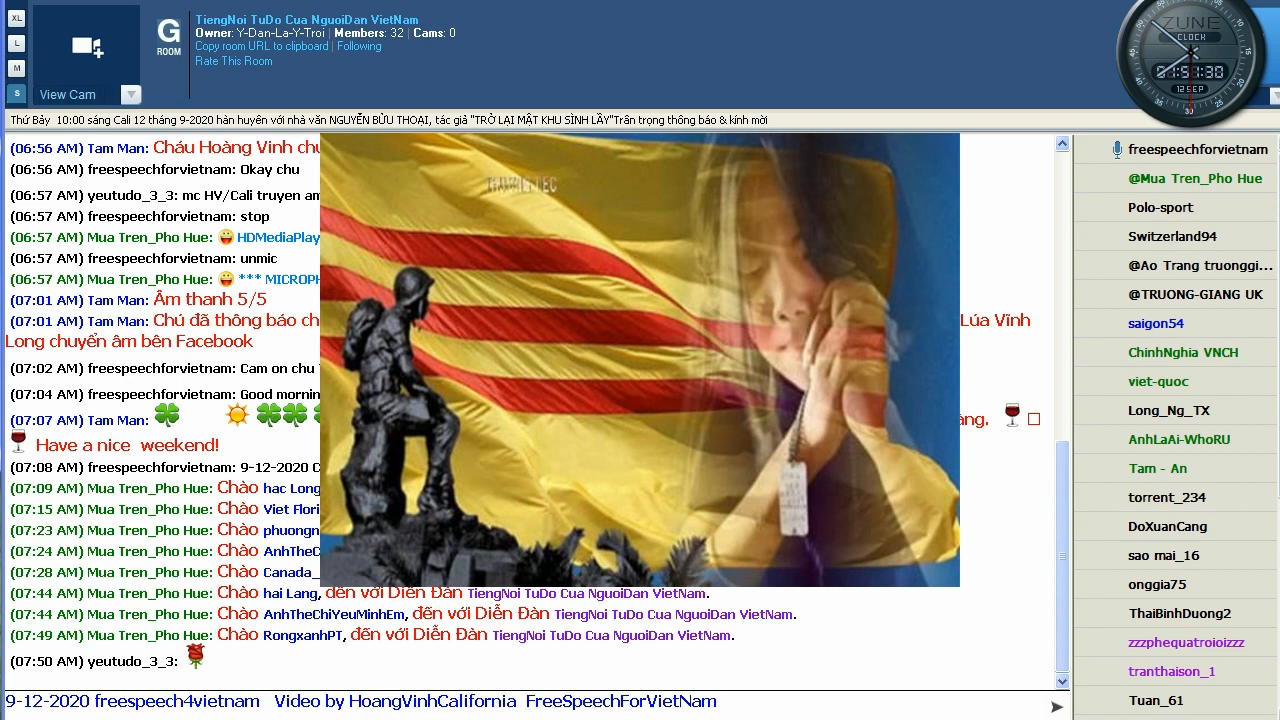 XL
L
M
S
View Cam
G
ROOM
TiengNoi TuDo Cua NguoiDan VietNam
Owner: Y-Dan-La-Y-Troi | Members: 32 | Cams: 0
Copy room URL to clipboard | Following
Rate This Room
ZUNE
CLOCK
01:51:30
12 SEP
Thứ Bảy 10:00 sáng Cali 12 tháng 9-2020 hàn huyên với nhà văn NGUYỄN BỬU THOẠI, tác giả "TRỞ LẠI MẬT KHU SÌNH LẦY"Trân trọng thông báo & kính mời
(06:56 AM) Tam Man: Cháu Hoàng Vinh chu
(06:56 AM) freespeechforvietnam: Okay chu
(06:57 AM) yeutudo_3_3: mc HV/Cali truyen am
(06:57 AM) freespeechforvietnam: stop
(06:57 AM) Mua Tren_Pho Hue: HDMediaPlay
(06:57 AM) freespeechforvietnam: unmic
(06:57 AM) Mua Tren_Pho Hue: *** MICROPH
(07:01 AM) Tam Man: Âm thanh 5/5
(07:01 AM) Tam Man: Chú đã thông báo ch Lúa Vĩnh
Long chuyển âm bên Facebook
(07:02 AM) freespeechforvietnam: Cam on chu
(07:04 AM) freespeechforvietnam: Good mornin
(07:07 AM) Tam Man: àng.
Have a nice weekend!
(07:08 AM) freespeechforvietnam: 9-12-2020 C
(07:09 AM) Mua Tren_Pho Hue: Chào hac Long
(07:15 AM) Mua Tren_Pho Hue: Chào Viet Flori
(07:23 AM) Mua Tren_Pho Hue: Chào phuongn
(07:24 AM) Mua Tren_Pho Hue: Chào AnhTheC
(07:28 AM) Mua Tren_Pho Hue: Chào Canada_
(07:44 AM) Mua Tren_Pho Hue: Chào hai Lang, đến với Diễn Đàn TiengNoi TuDo Cua NguoiDan VietNam.
(07:44 AM) Mua Tren_Pho Hue: Chào AnhTheChiYeuMinhEm, đến với Diễn Đàn TiengNoi TuDo Cua NguoiDan VietNam.
(07:49 AM) Mua Tren_Pho Hue: Chào RongxanhPT, đến với Diễn Đàn TiengNoi TuDo Cua NguoiDan VietNam.
(07:50 AM) yeutudo_3_3:
9-12-2020 freespeech4vietnam Video by HoangVinhCalifornia FreeSpeechForVietNam
freespeechforvietnam
@Mua Tren_Pho Hue
Polo-sport
Switzerland94
@Ao Trang truonggi...
@TRUONG-GIANG UK
saigon54
ChinhNghia VNCH
viet-quoc
Long_Ng_TX
AnhLaAi-WhoRU
Tam - An
torrent_234
DoXuanCang
sao mai_16
onggia75
ThaiBinhDuong2
zzzphequatroioizzz
tranthaison_1
Tuan_61